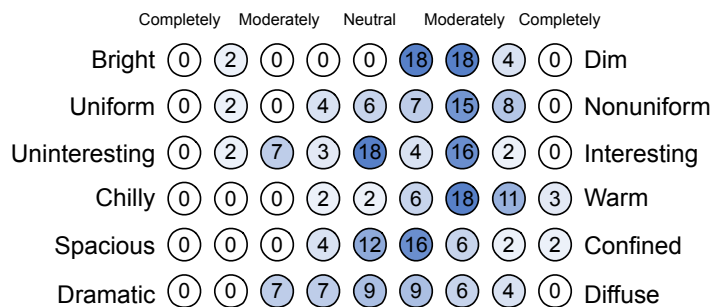 Completely Moderately Neutral Moderately Completely
Bright 0 2 0 0 0 18 18 4 0 Dim
Uniform 0 2 0 4 6 7 15 8 0 Nonuniform
Uninteresting 0 2 7 3 18 4 16 2 0 Interesting
Chilly 0 0 0 2 2 6 18 11 3 Warm
Spacious 0 0 0 4 12 16 6 2 2 Confined
Dramatic 0 0 7 7 9 9 6 4 0 Diffuse